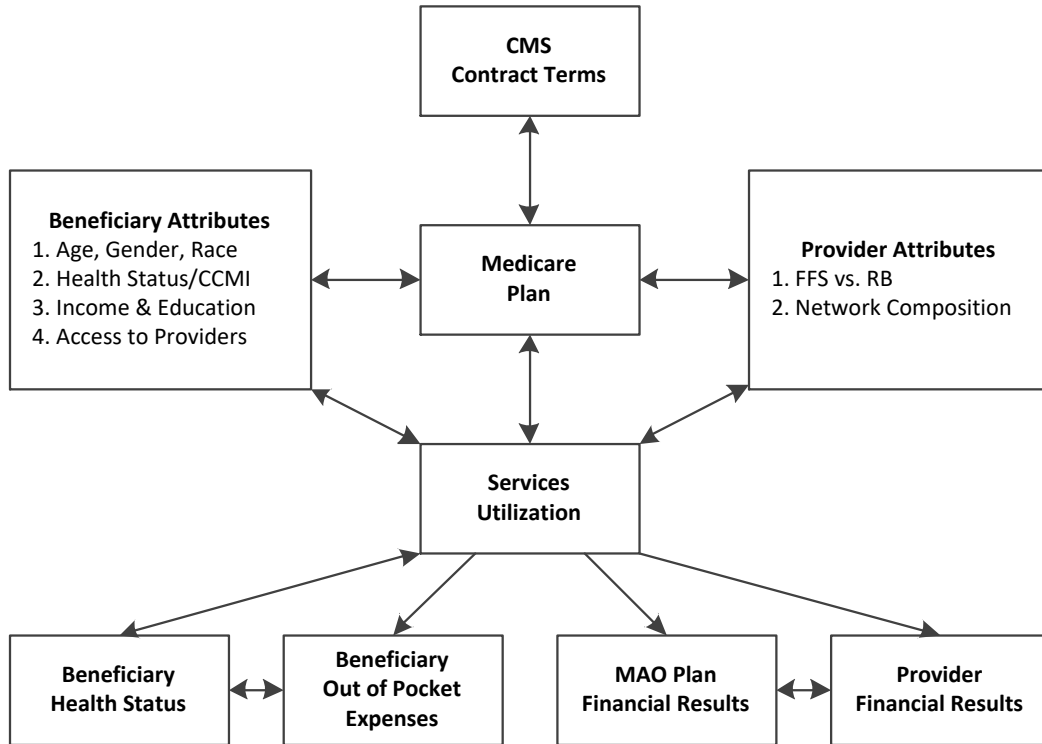 CMS
Contract Terms
Beneficiary Attributes
1. Age, Gender, Race
2. Health Status/CCMI
3. Income & Education
4. Access to Providers
Medicare
Plan
Provider Attributes
1. FFS vs. RB
2. Network Composition
Services
Utilization
Beneficiary
Health Status
Beneficiary
Out of Pocket
Expenses
MAO Plan
Financial Results
Provider
Financial Results